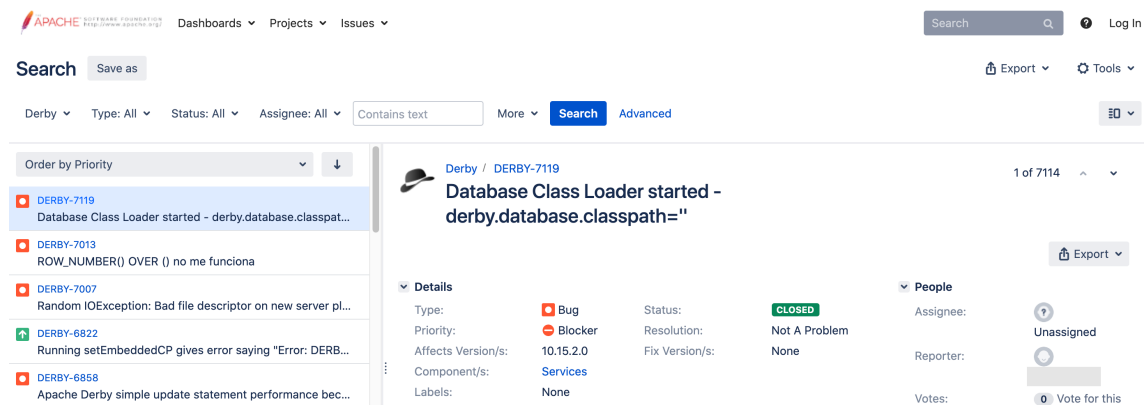 APACHE SOFTWARE FOUNDATION
http://www.apache.org/
Dashboards Projects Issues Search ? Log In
Search Save as Export Tools
Derby Type: All Status: All Assignee: All Contains text More Search Advanced
Order by Priority
DERBY-7119
Database Class Loader started - derby.database.classpat...
DERBY-7013
ROW_NUMBER() OVER () no me funciona
DERBY-7007
Random IOException: Bad file descriptor on new server pl...
DERBY-6822
Running setEmbeddedCP gives error saying "Error: DERB...
DERBY-6858
Apache Derby simple update statement performance bec...
Derby / DERBY-7119
1 of 7114
Database Class Loader started -
derby.database.classpath=''
Export
Details
Type: Bug Status: CLOSED
Priority: Blocker Resolution: Not A Problem
Affects Version/s: 10.15.2.0 Fix Version/s: None
Component/s: Services
Labels: None
People
Assignee: ?
Unassigned
Reporter:
Votes: 0 Vote for this